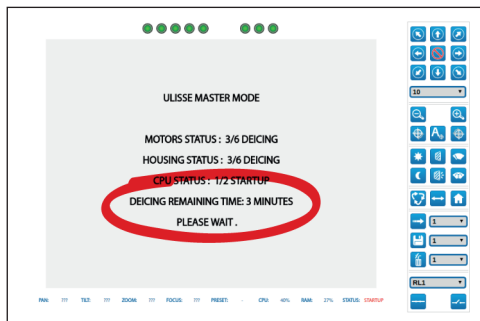 ULISSE MASTER MODE
MOTORS STATUS : 3/6 DEICING
HOUSING STATUS : 3/6 DEICING
CPU STATUS : 1/2 STARTUP
DEICING REMAINING TIME: 3 MINUTES
PLEASE WAIT .
10
A
1
1
1
RL1
PAN: ??? TILT: ??? ZOOM: ??? FOCUS: ??? PRESET: - CPU: 40% RAM: 27% STATUS: STARTUP